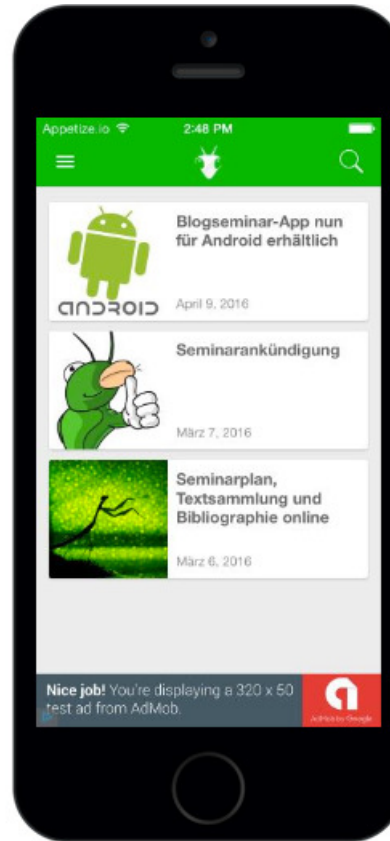 Appetize.io
2:48 PM
Blogseminar-App nun
für Android erhältlich
ANDROID
April 9, 2016
Seminarankündigung
März 7, 2016
Seminarplan,
Textsammlung und
Bibliographie online
März 6, 2016
Nice job! You're displaying a 320 x 50
test ad from AdMob.
AdMob by Google